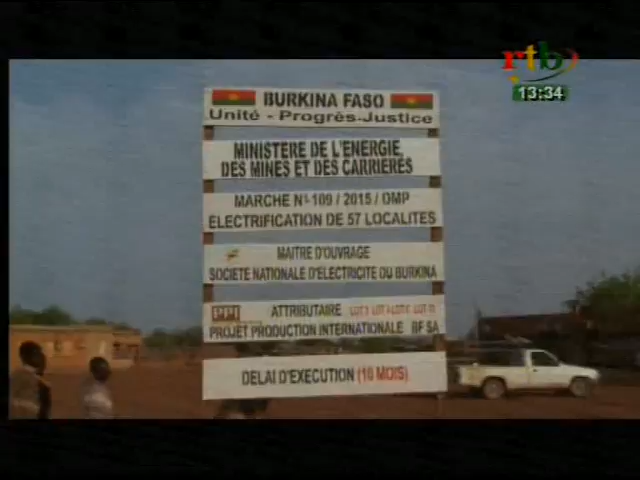 rtb
13:34
BURKINA FASO
Unité - Progrès-Justice
MINISTERE DE L'ENERGIE,
DES MINES ET DES CARRIERES
MARCHE N° 109 / 2015 / OMP
ELECTRIFICATION DE 57 LOCALITES
MAITRE D'OUVRAGE
SOCIETE NATIONALE D'ELECTRICITE DU BURKINA
PPI ATTRIBUTAIRE
PROJET PRODUCTION INTERNATIONALE BF SA
DELAI D'EXECUTION (10 MOIS)